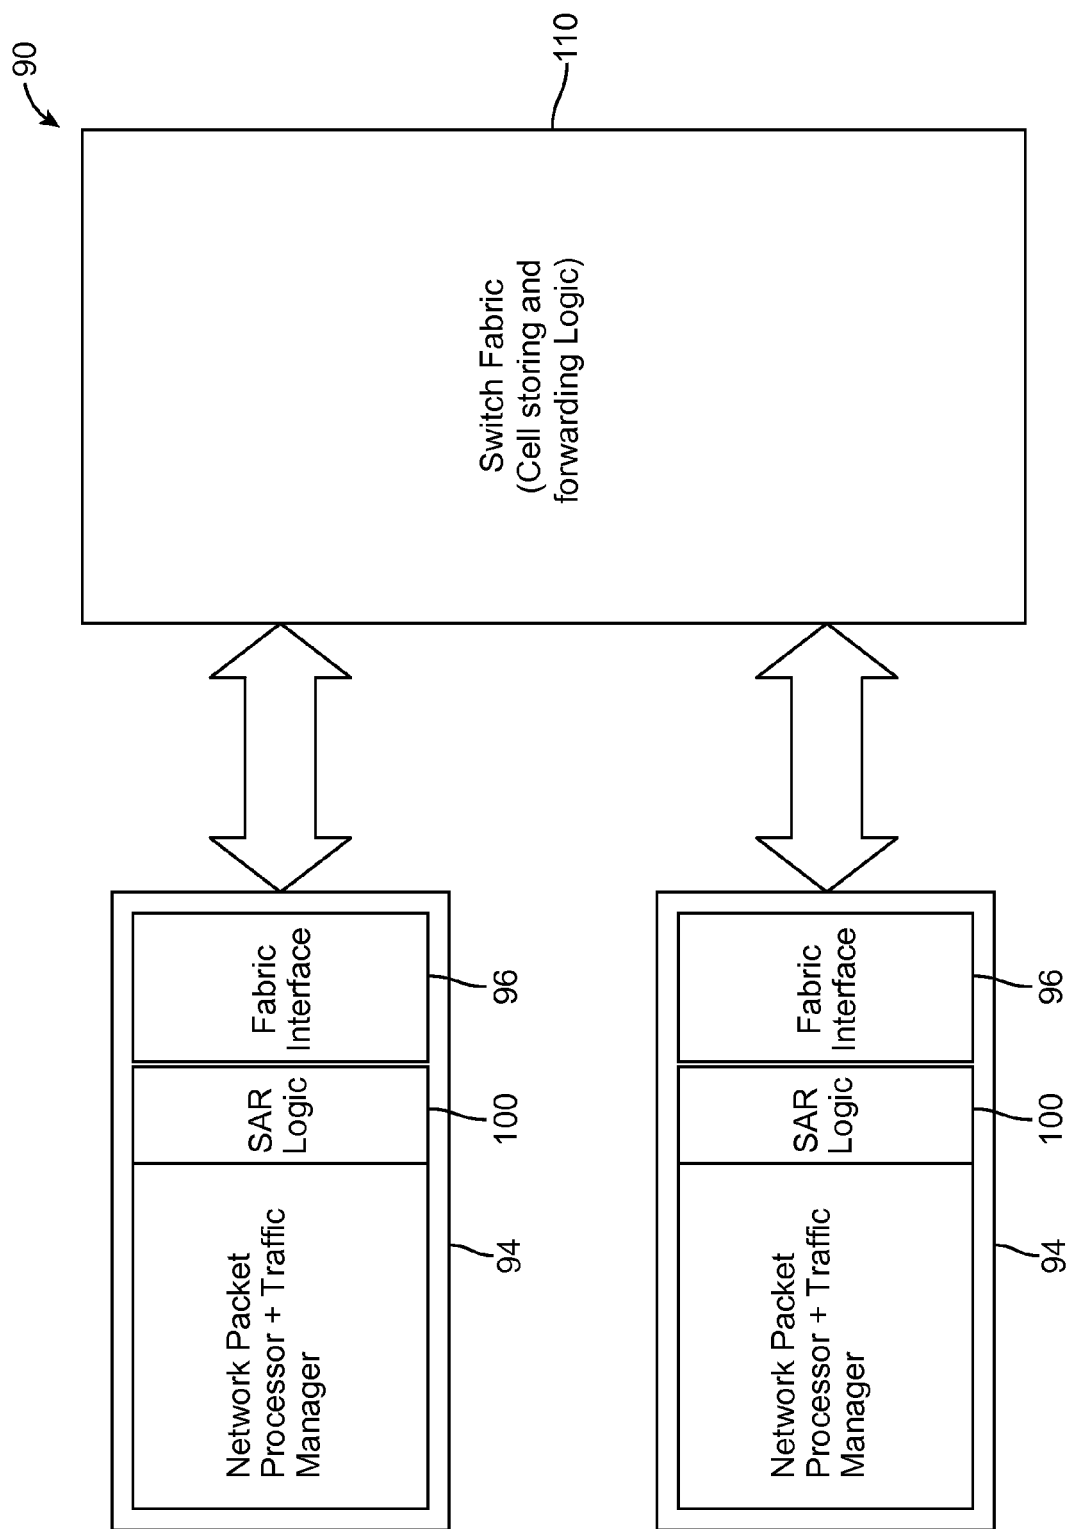 90
110
Switch Fabric
(Cell storing and
forwarding Logic)
Fabric
Interface
96
SAR
Logic
100
Network Packet
Processor + Traffic
Manager
94
Fabric
Interface
96
SAR
Logic
100
Network Packet
Processor + Traffic
Manager
94